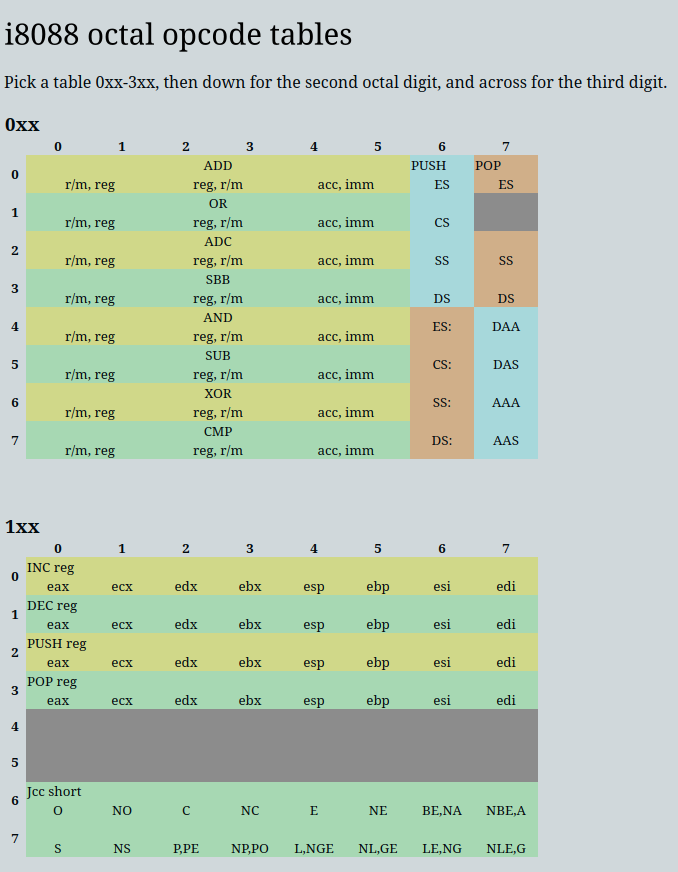 i8088 octal opcode tables
Pick a table 0xx-3xx, then down for the second octal digit, and across for the third digit.
0xx
0 1 2 3 4 5 6 7
0 ADD PUSH POP
r/m, reg reg, r/m acc, imm ES ES
1 OR
r/m, reg reg, r/m acc, imm CS
2 ADC
r/m, reg reg, r/m acc, imm SS SS
3 SBB
r/m, reg reg, r/m acc, imm DS DS
4 AND ES: DAA
r/m, reg reg, r/m acc, imm
5 SUB CS: DAS
r/m, reg reg, r/m acc, imm
6 XOR SS: AAA
r/m, reg reg, r/m acc, imm
7 CMP DS: AAS
r/m, reg reg, r/m acc, imm
1xx
0 1 2 3 4 5 6 7
0 INC reg
eax ecx edx ebx esp ebp esi edi
1 DEC reg
eax ecx edx ebx esp ebp esi edi
2 PUSH reg
eax ecx edx ebx esp ebp esi edi
3 POP reg
eax ecx edx ebx esp ebp esi edi
4
5
6 Jcc short
O NO C NC E NE BE,NA NBE,A
7
S NS P,PE NP,PO L,NGE NL,GE LE,NG NLE,G